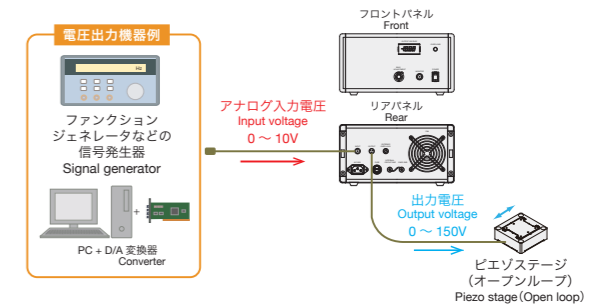 電圧出力機器例
Hz
ファンクション
ジェネレータなどの
信号発生器
Signal generator
+
PC + D/A 変換器
Converter
アナログ入力電圧
Input voltage
0 ~ 10V
フロントパネル
Front
リアパネル
Rear
出力電圧
Output voltage
0 ~ 150V
ピエゾステージ
(オープンループ)
Piezo stage(Open loop)